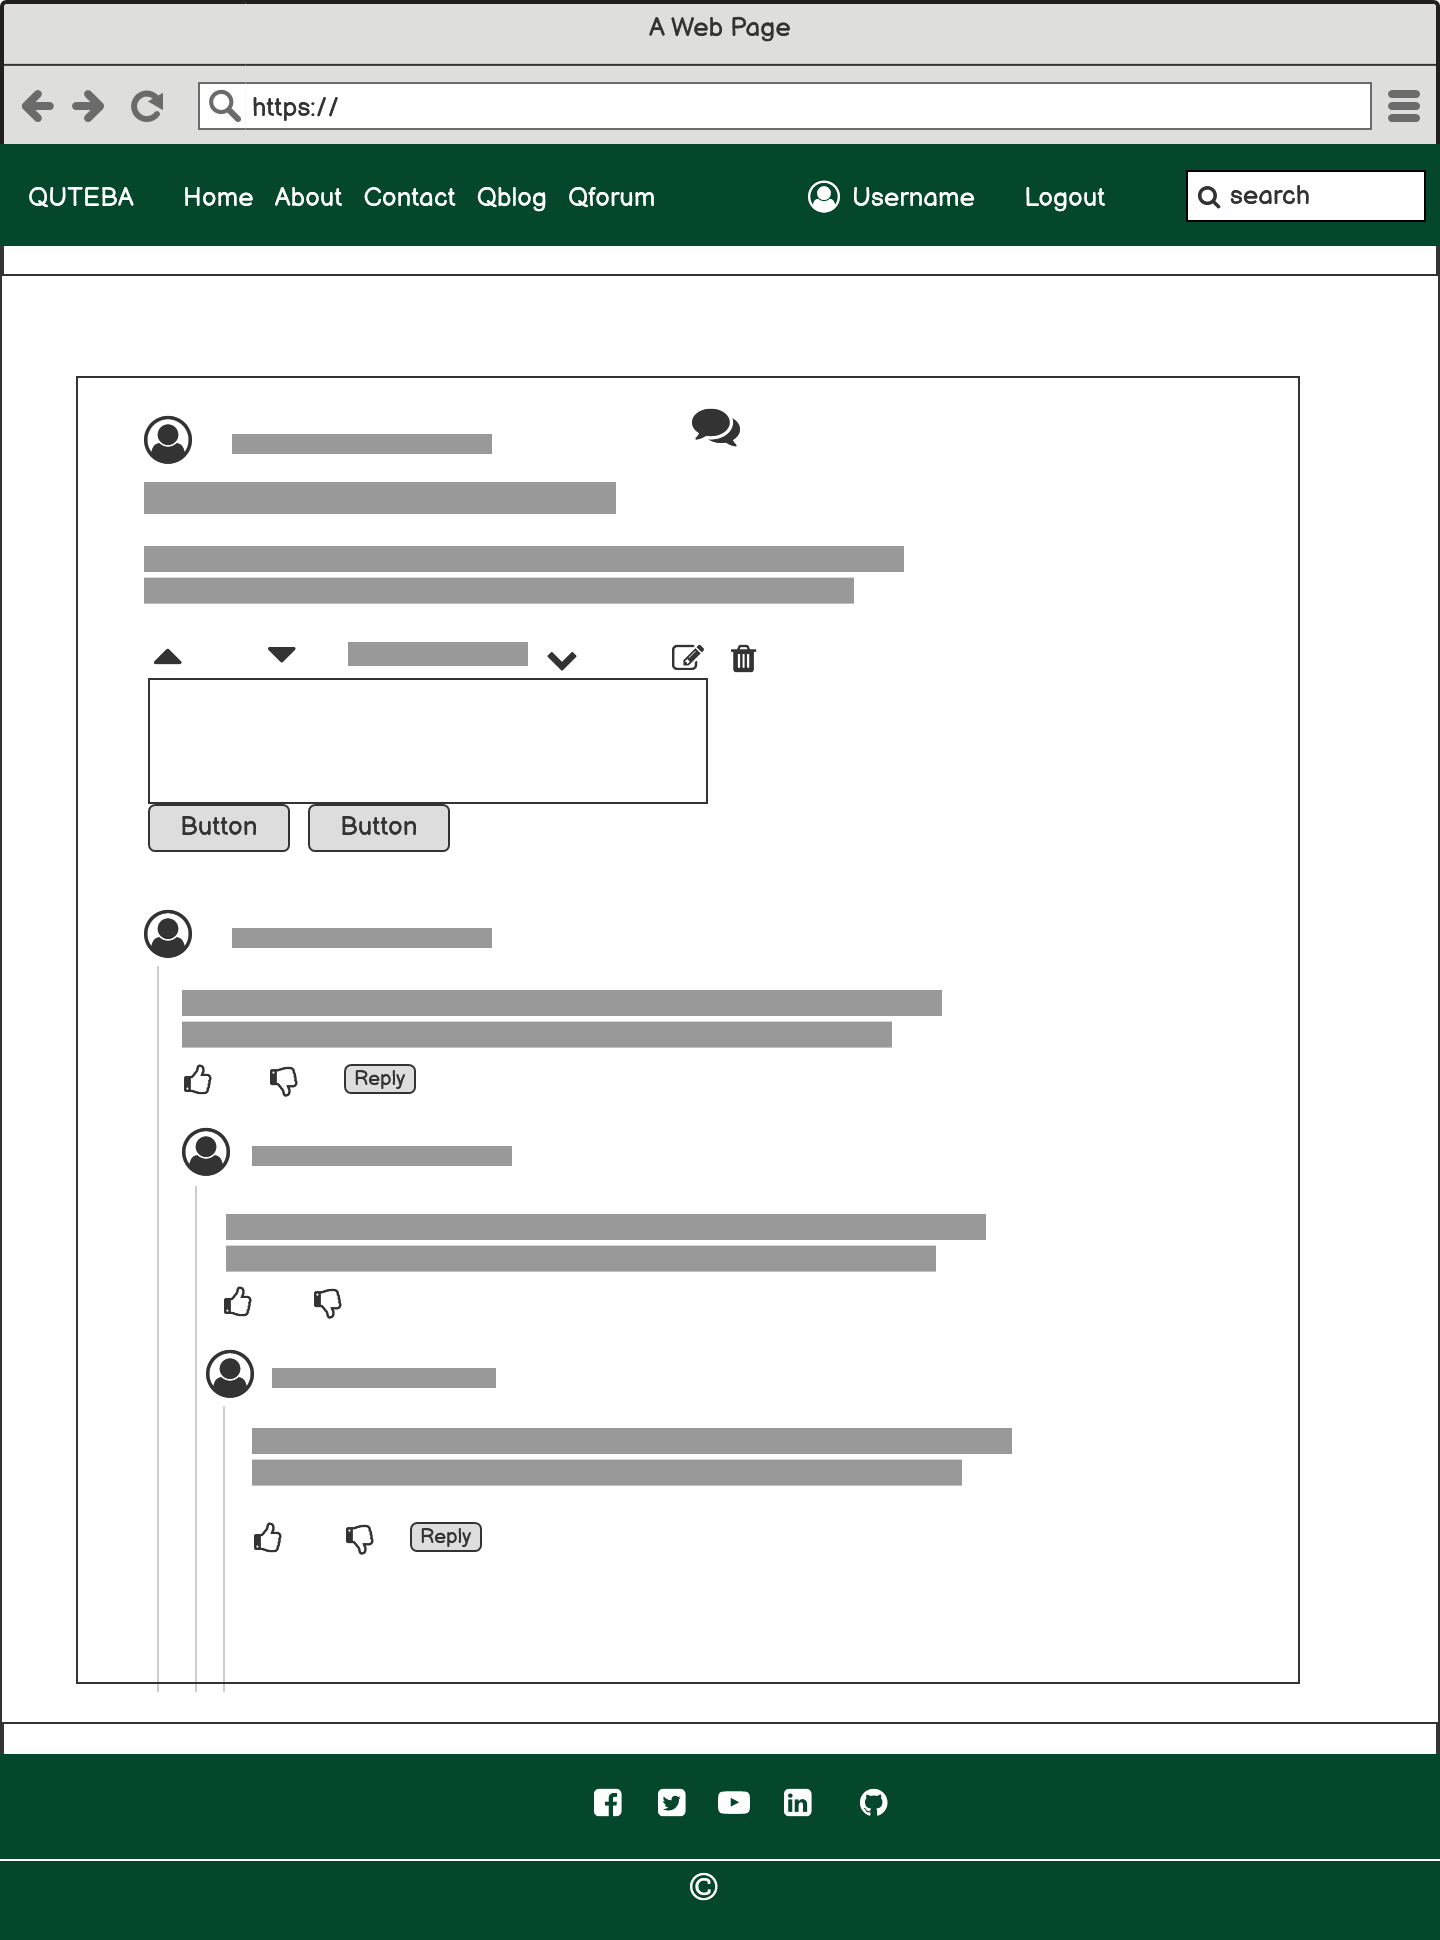 A Web Page
https://
QUTEBA Home About Contact Qblog Qforum Username Logout search
Button Button
Reply
Reply
©